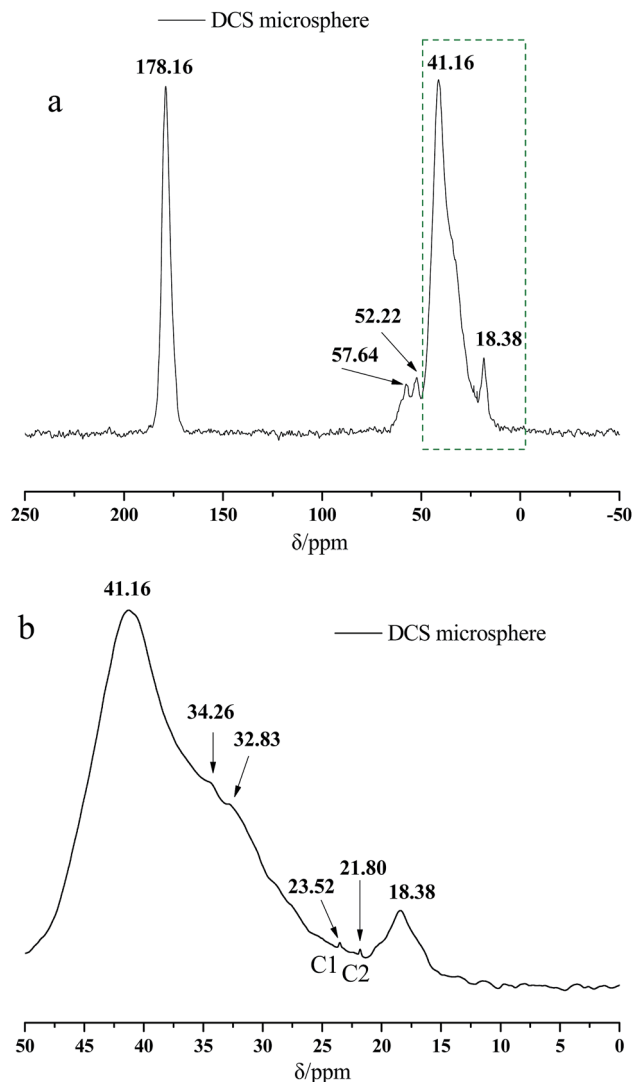 DCS microsphere
178.16
41.16
a
52.22
57.64
18.38
250 200 150 100 50 0 -50
δ/ppm
41.16
b
DCS microsphere
34.26
32.83
21.80
23.52
18.38
C1
C2
50 45 40 35 30 25 20 15 10 5 0
δ/ppm